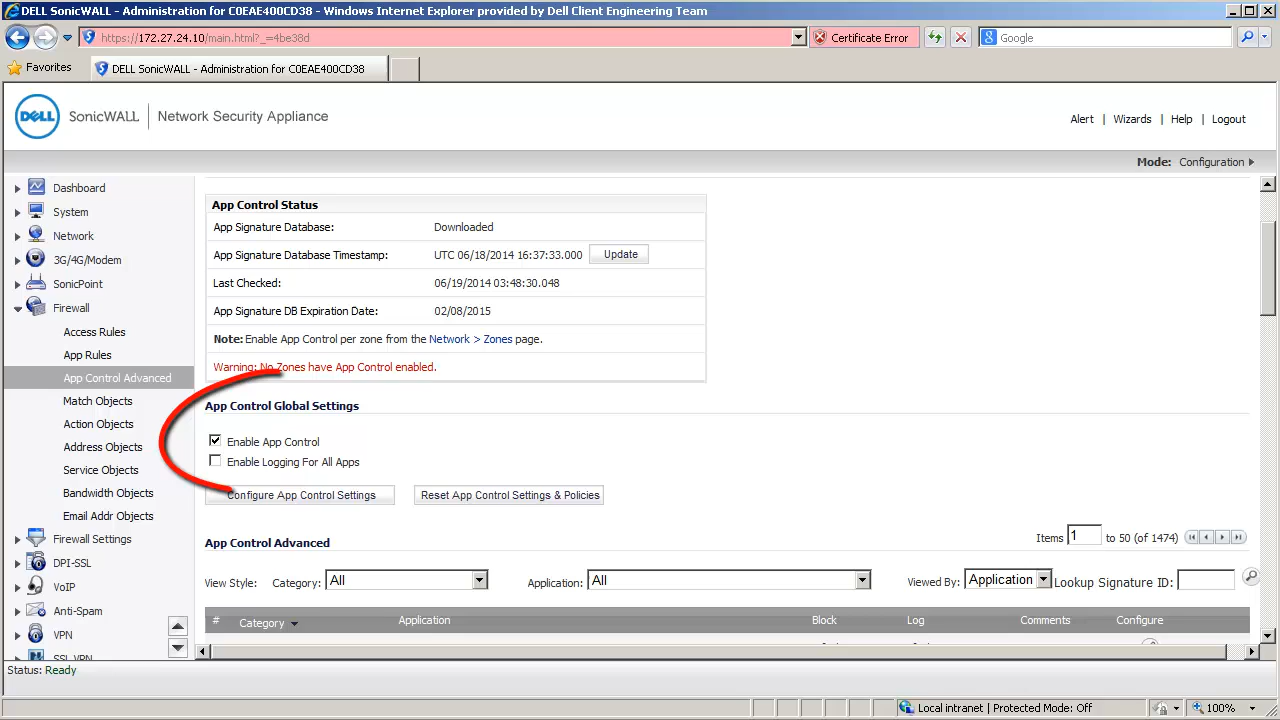 DELL SonicWALL - Administration for C0EAE400CD38 - Windows Internet Explorer provided by Dell Client Engineering Team
https://172.27.24.10/main.html?_=4be38d
Certificate Error
Google
Favorites
DELL SonicWALL - Administration for C0EAE400CD38
DELL SonicWALL | Network Security Appliance
Alert | Wizards | Help | Logout
Mode: Configuration
Dashboard
System
Network
3G/4G/Modem
SonicPoint
Firewall
Access Rules
App Rules
App Control Advanced
Match Objects
Action Objects
Address Objects
Service Objects
Bandwidth Objects
Email Addr Objects
Firewall Settings
DPI-SSL
VoIP
Anti-Spam
VPN
SSL VPN
App Control Status
App Signature Database: Downloaded
App Signature Database Timestamp: UTC 06/18/2014 16:37:33.000 Update
Last Checked: 06/19/2014 03:48:30.048
App Signature DB Expiration Date: 02/08/2015
Note: Enable App Control per zone from the Network > Zones page.
Warning: No Zones have App Control enabled.
App Control Global Settings
Enable App Control
Enable Logging For All Apps
Configure App Control Settings Reset App Control Settings & Policies
App Control Advanced Items 1 to 50 (of 1474)
View Style: Category: All Application: All Viewed By: Application Lookup Signature ID:
# Category Application Block Log Comments Configure
Status: Ready
Local intranet | Protected Mode: Off 100%